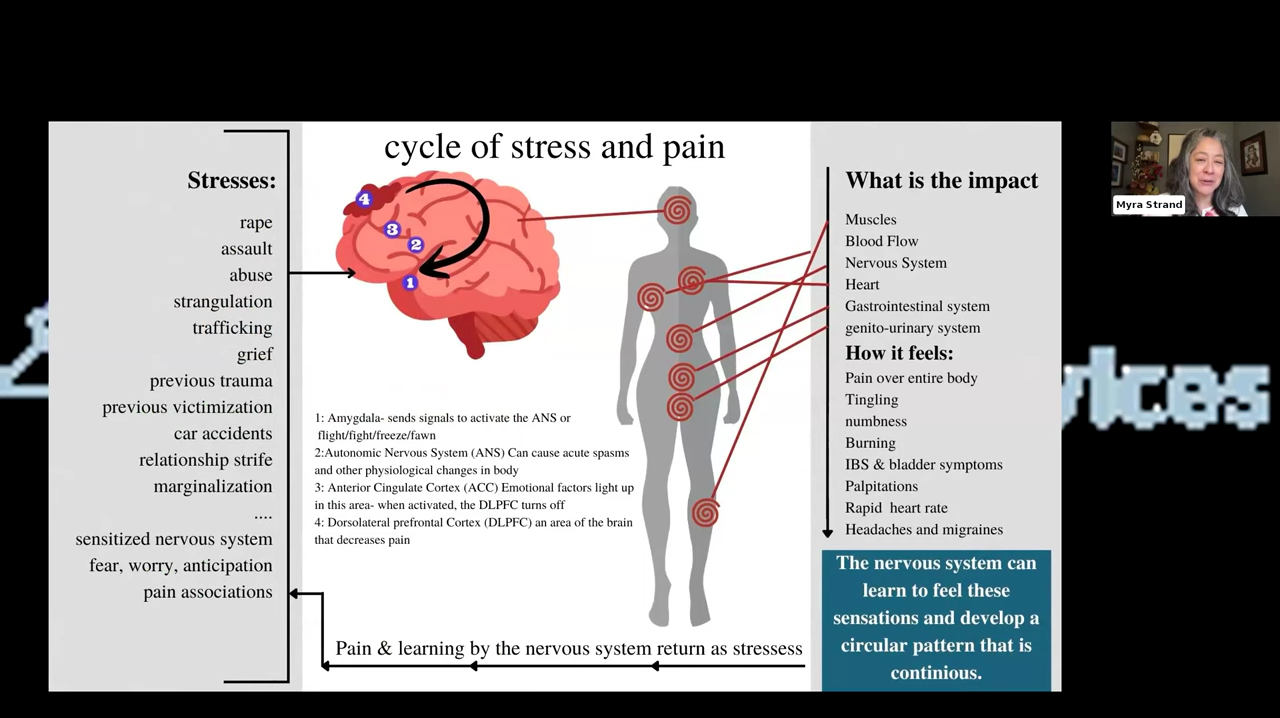 cycle of stress and pain
Stresses:
rape
assault
abuse
strangulation
trafficking
grief
previous trauma
previous victimization
car accidents
relationship strife
marginalization
....
sensitized nervous system
fear, worry, anticipation
pain associations
4
3
2
1
1: Amygdala- sends signals to activate the ANS or
flight/fight/freeze/fawn
2:Autonomic Nervous System (ANS) Can cause acute spasms
and other physiological changes in body
3: Anterior Cingulate Cortex (ACC) Emotional factors light up
in this area- when activated, the DLPFC turns off
4: Dorsolateral prefrontal Cortex (DLPFC) an area of the brain
that decreases pain
Pain & learning by the nervous system return as stressess
What is the impact
Muscles
Blood Flow
Nervous System
Heart
Gastrointestinal system
genito-urinary system
How it feels:
Pain over entire body
Tingling
numbness
Burning
IBS & bladder symptoms
Palpitations
Rapid heart rate
Headaches and migraines
The nervous system can
learn to feel these
sensations and develop a
circular pattern that is
continious.
Myra Strand